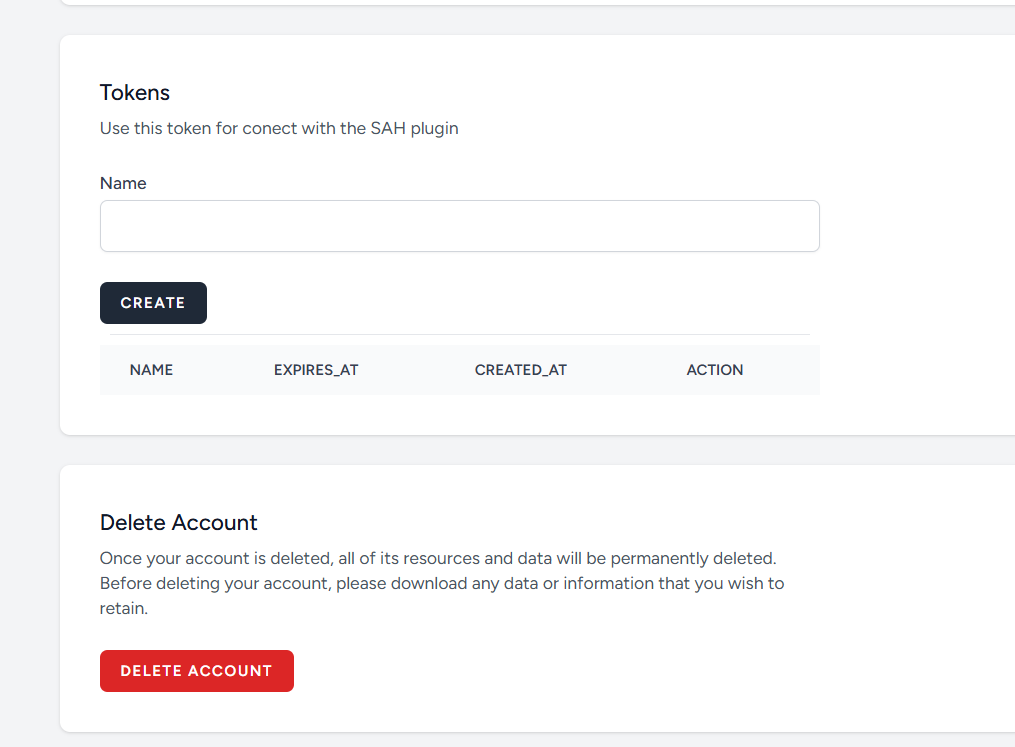 Tokens
Use this token for conect with the SAH plugin
Name
CREATE
NAME EXPIRES_AT CREATED_AT ACTION
Delete Account
Once your account is deleted, all of its resources and data will be permanently deleted.
Before deleting your account, please download any data or information that you wish to
retain.
DELETE ACCOUNT